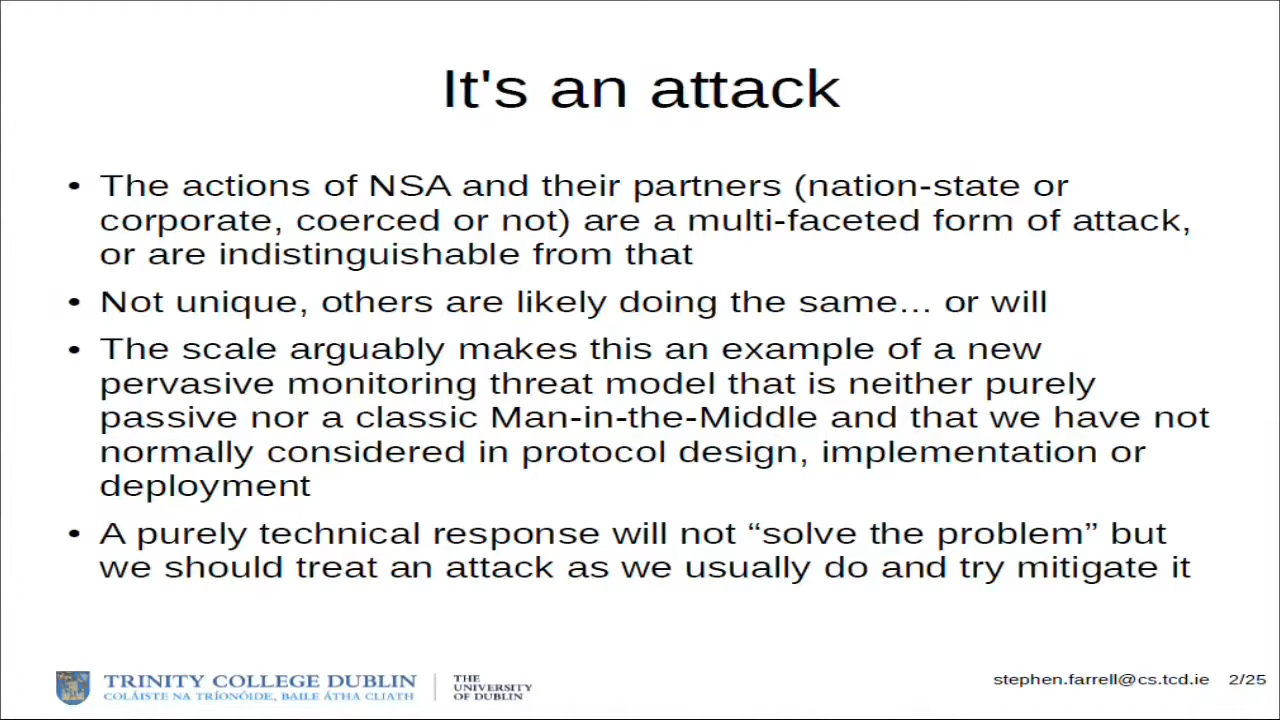 It's an attack
• The actions of NSA and their partners (nation-state or
corporate, coerced or not) are a multi-faceted form of attack,
or are indistinguishable from that
• Not unique, others are likely doing the same... or will
• The scale arguably makes this an example of a new
pervasive monitoring threat model that is neither purely
passive nor a classic Man-in-the-Middle and that we have not
normally considered in protocol design, implementation or
deployment
• A purely technical response will not “solve the problem” but
we should treat an attack as we usually do and try mitigate it
TRINITY COLLEGE DUBLIN
COLÁISTE NA TRÍONÓIDE, BAILE ÁTHA CLIATH
THE
UNIVERSITY
OF DUBLIN
stephen.farrell@cs.tcd.ie 2/25